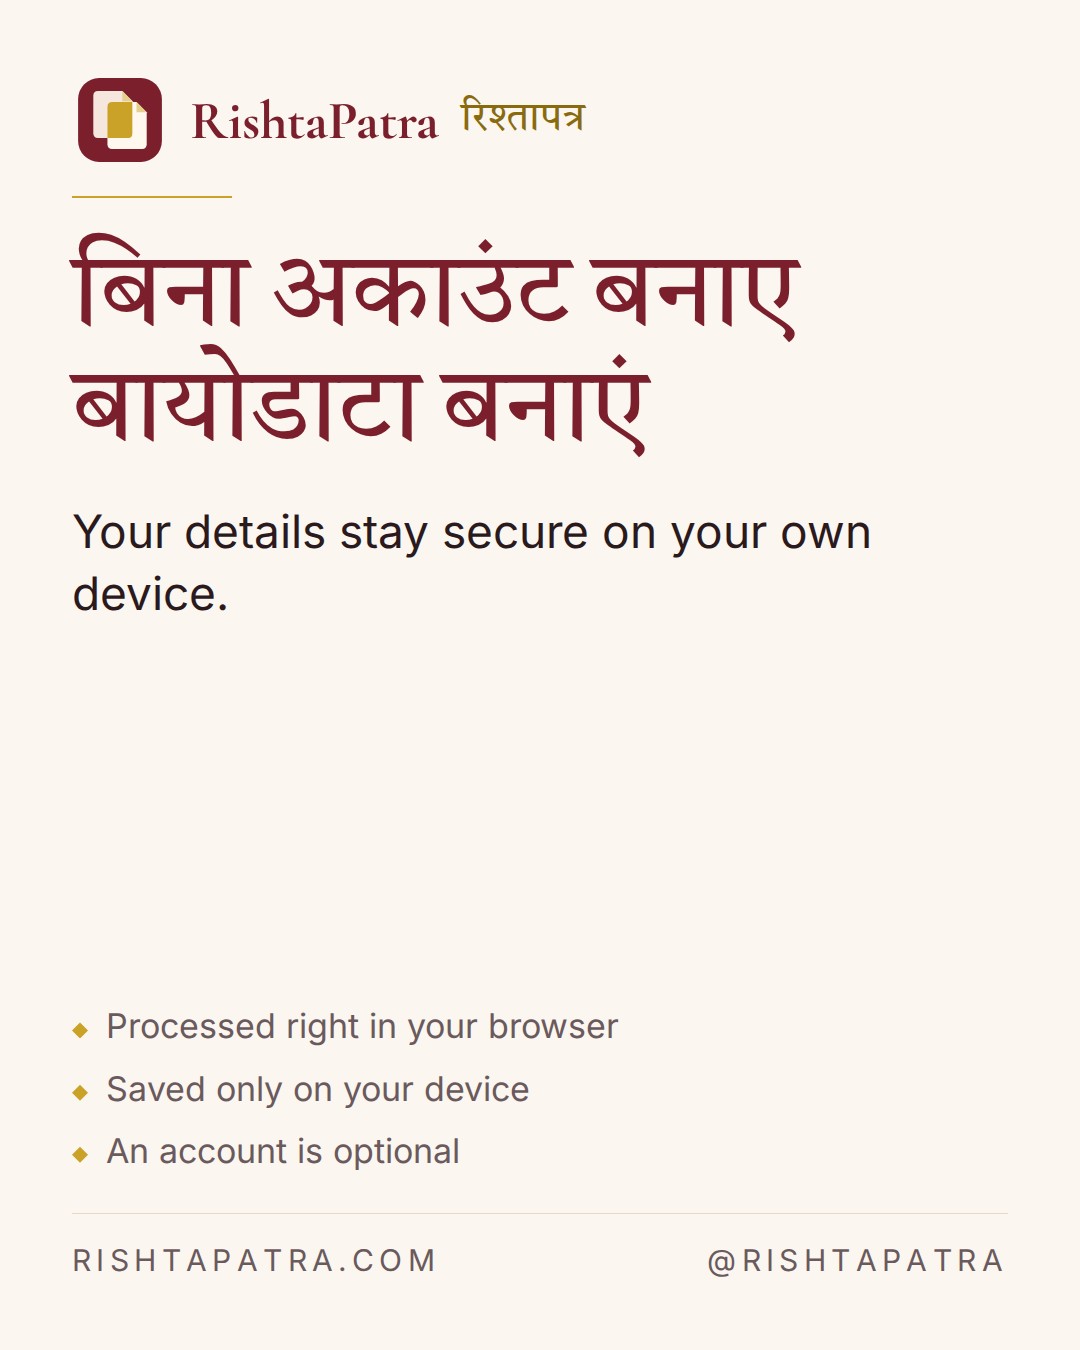 RishtaPatra रिश्तापत्र
बिना अकाउंट बनाए
बायोडाटा बनाएं
Your details stay secure on your own
device.
Processed right in your browser
Saved only on your device
An account is optional
RISHTAPATRA.COM @RISHTAPATRA